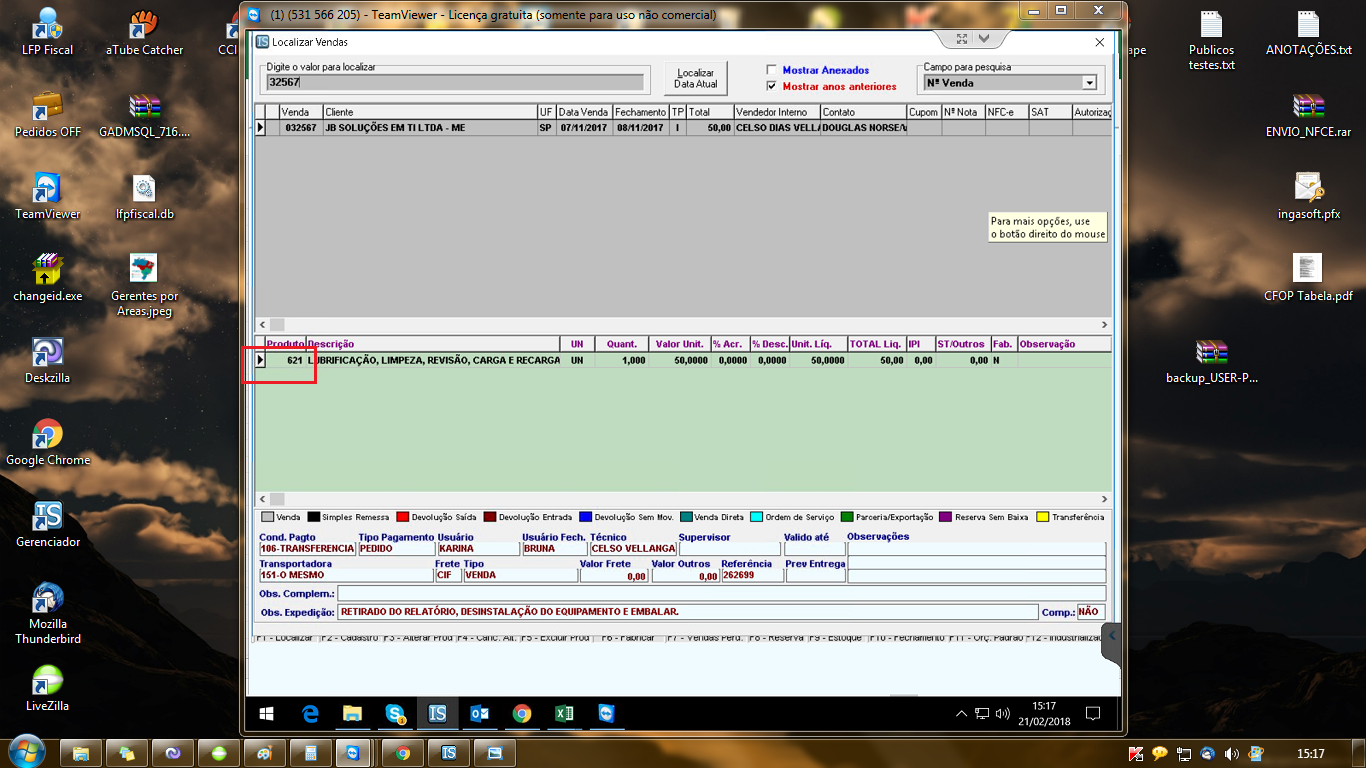 (1) (531 566 205) - TeamViewer - Licença gratuita (somente para uso não comercial)
LFP Fiscal
aTube Catcher
CCl
Publicos
testes.txt
ANOTAÇÕES.txt
Localizar Vendas
Digite o valor para localizar
32567
Localizar
Data Atual
Mostrar Anexados
Mostrar anos anteriores
Campo para pesquisa
Nª Venda
Venda Cliente UF Data Venda Fechamento TP Total Vendedor Interno Contato Cupom Nª Nota NFC-e SAT Autorizaç
032567 JB SOLUÇÕES EM TI LTDA - ME SP 07/11/2017 08/11/2017 I 50,00 CELSO DIAS VELLA DOUGLAS NORSE/V
Pedidos OFF
GADMSQL_716....
ENVIO_NFCE.rar
TeamViewer
lfpfiscal.db
ingasoft.pfx
Para mais opções, use
o botão direito do mouse
changeid.exe
Gerentes por
Areas.jpeg
CFOP Tabela.pdf
Produto Descrição UN Quant. Valor Unit. % Acr. % Desc. Unit. Líq. TOTAL Liq. IPI ST/Outros Fab. Observação
621 LUBRIFICAÇÃO, LIMPEZA, REVISÃO, CARGA E RECARGA UN 1,000 50,0000 0,0000 0,0000 50,0000 50,00 0,00 0,00 N
Deskzilla
backup_USER-P...
Google Chrome
Gerenciador
Mozilla
Thunderbird
LiveZilla
Venda Simples Remessa Devolução Saída Devolução Entrada Devolução Sem Mov. Venda Direta Ordem de Serviço Parceria/Exportação Reserva Sem Baixa Transferência
Cond. Pagto Tipo Pagamento Usuário Usuário Fech. Técnico Supervisor Valido até Observações
106-TRANSFERENCIA PEDIDO KARINA BRUNA CELSO VELLANGA
Transportadora Frete Tipo Valor Frete Valor Outros Referência Prev Entrega
151-O MESMO CIF VENDA 0,00 0,00 262699
Obs. Complem.:
Obs. Expedição: RETIRADO DO RELATÓRIO, DESINSTALAÇÃO DO EQUIPAMENTO E EMBALAR. Comp.: NÃO
F1 - Localizar F2 - Cadastro F3 - Alterar Prod F4 - Canc. Alt. F5 - Excluir Prod F6 - Fabricar F7 - Vendas Perd. F8 - Reserva F9 - Estoque F10 - Fechamento F11 - Orç. Padrão F12 - Industrializaç
15:17
21/02/2018
15:17